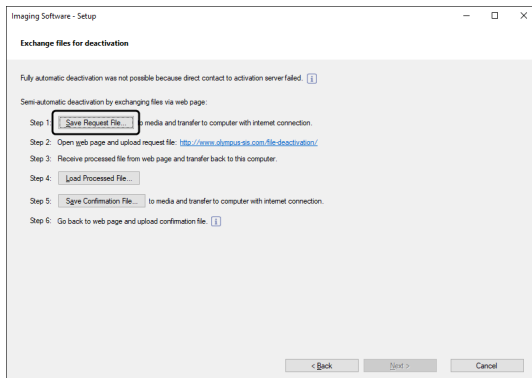 Imaging Software - Setup
Exchange files for deactivation
Fully automatic deactivation was not possible because direct contact to activation server failed. i
Semi-automatic deactivation by exchanging files via web page:
Step 1: Save Request File... to media and transfer to computer with internet connection.
Step 2: Open web page and upload request file: http://www.olympus-sis.com/file-deactivation/
Step 3: Receive processed file from web page and transfer back to this computer.
Step 4: Load Processed File...
Step 5: Save Confirmation File... to media and transfer to computer with internet connection.
Step 6: Go back to web page and upload confirmation file. i
< Back Next > Cancel